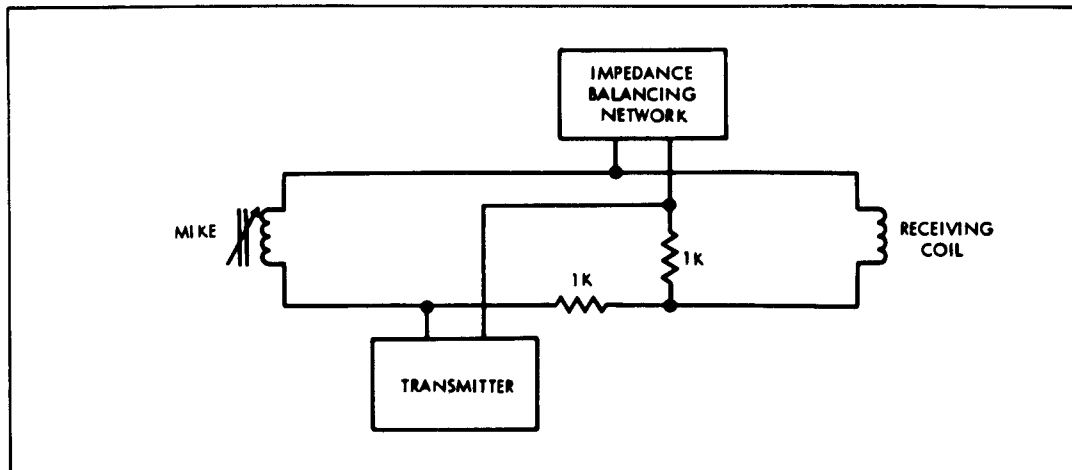 IMPEDANCE
BALANCING
NETWORK
MIKE
RECEIVING
COIL
1K
1K
TRANSMITTER